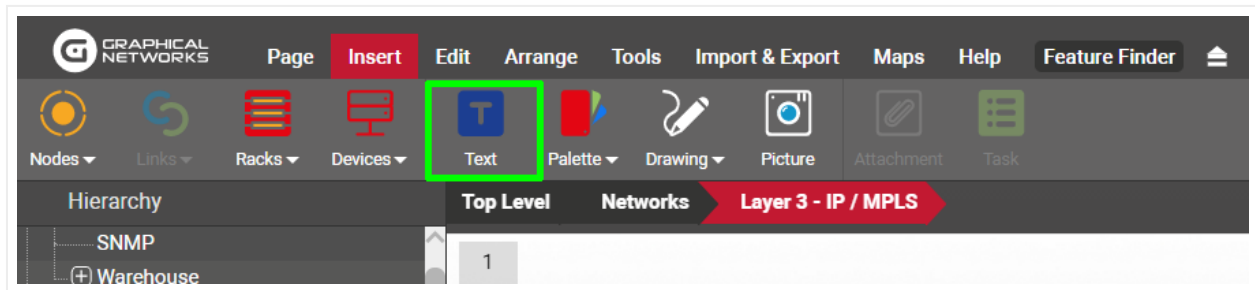 GRAPHICAL
NETWORKS
Page Insert Edit Arrange Tools Import & Export Maps Help Feature Finder
Nodes Links Racks Devices Text Palette Drawing Picture Attachment Task
Hierarchy
Top Level Networks Layer 3 - IP / MPLS
SNMP
1
Warehouse